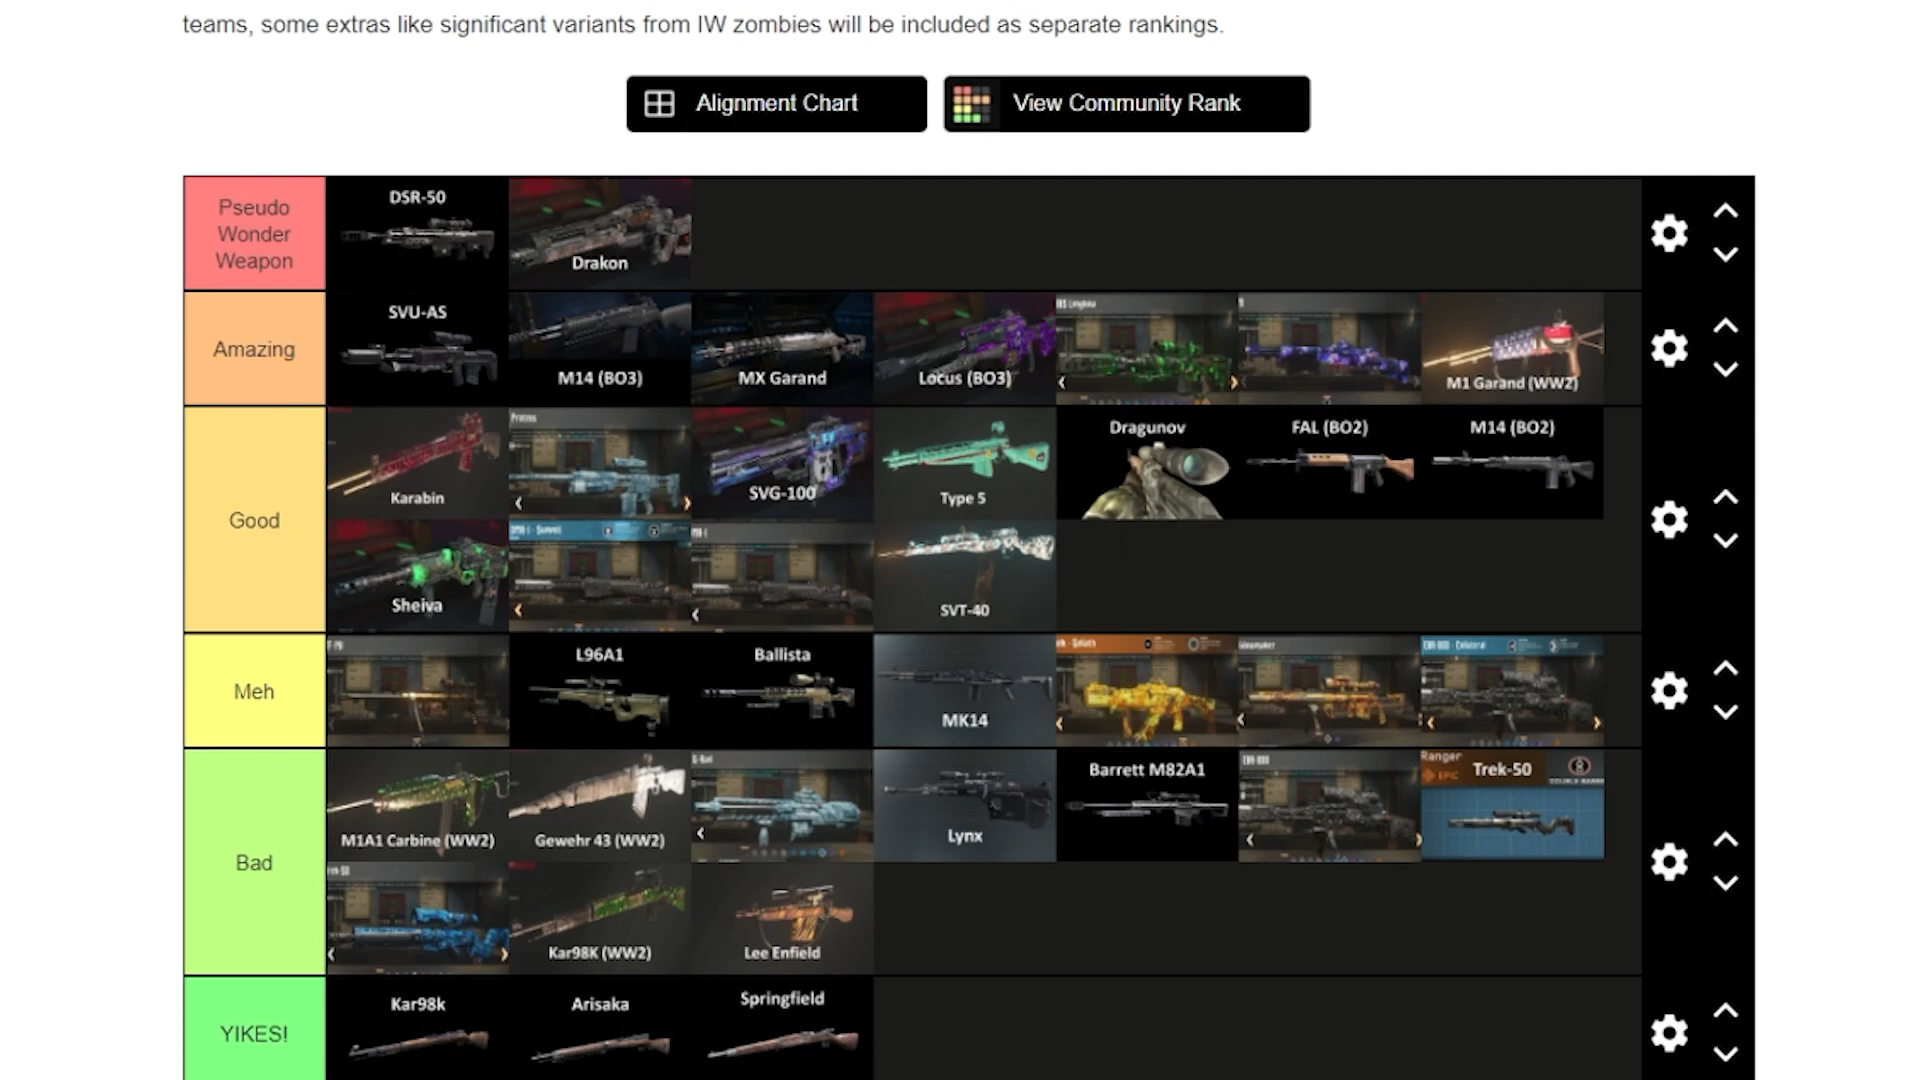 teams, some extras like significant variants from IW zombies will be included as separate rankings.
Alignment Chart
View Community Rank
Pseudo
Wonder
Weapon
DSR-50
Drakon
Amazing
SVU-AS
M14 (BO3)
MX Garand
Locus (BO3)
M1 Garand (WW2)
Good
Karabin
Proteus
SVG-100
Type 5
Dragunov
FAL (BO2)
M14 (BO2)
Sheiva
SVT-40
Meh
L96A1
Ballista
MK14
Bad
M1A1 Carbine (WW2)
Gewehr 43 (WW2)
Lynx
Barrett M82A1
Ranger
EPIC
Trek-50
Kar98K (WW2)
Lee Enfield
YIKES!
Kar98k
Arisaka
Springfield